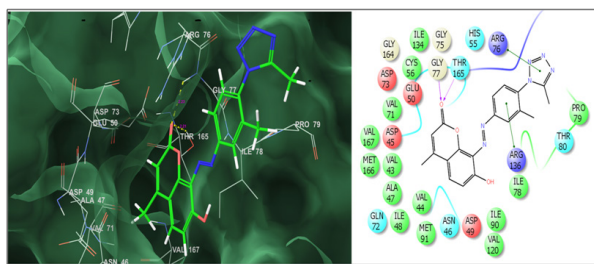 ARG 76
GLY 77
ASP 73
GLU 50
THR 165
PRO 79
ILE 78
ASP 49
ALA 47
VAL 71
VAL 167
ASN 46
GLY 164
ILE 134
GLY 75
HIS 55
ARG 76
ASP 73
CYS 56
GLY 77
THR 165
GLU 50
VAL 71
VAL 167
ASP 45
MET 166
VAL 43
ALA 47
VAL 44
GLN 72
ILE 48
MET 91
ASN 46
ASP 49
ILE 90
VAL 120
ARG 136
ILE 78
THR 80
PRO 79
O
O
N
N
OH
N
N
N
N